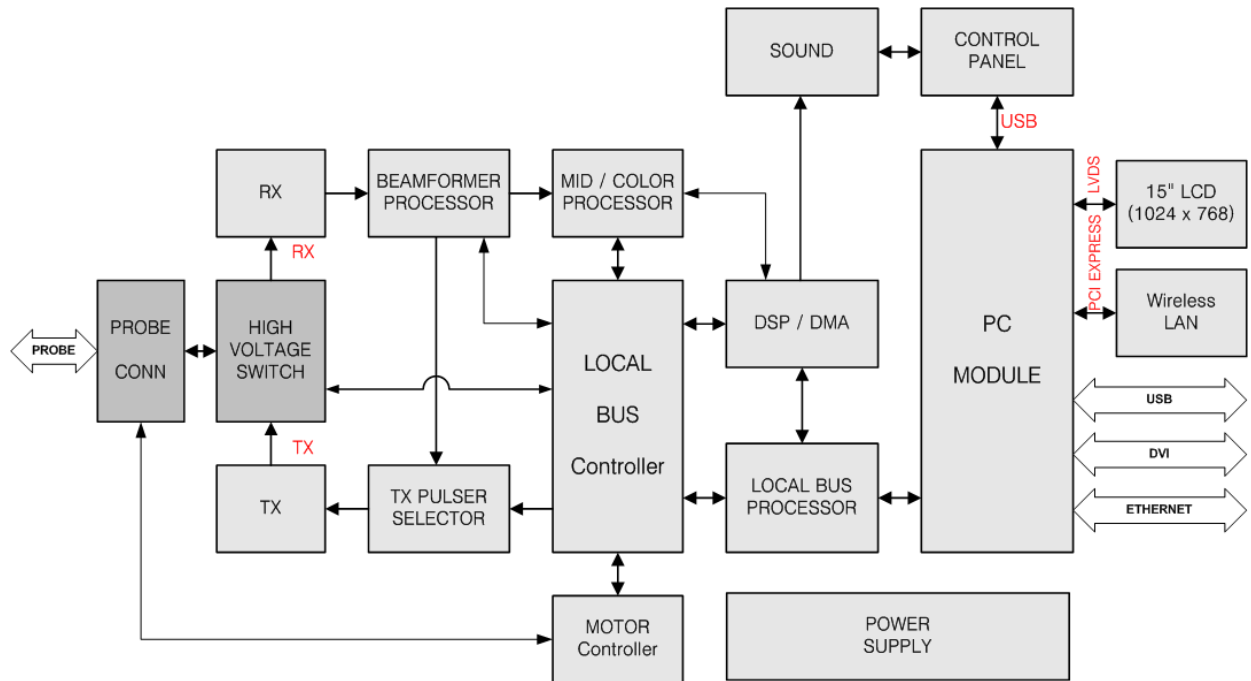 SOUND
CONTROL
PANEL
USB
RX
BEAMFORMER
PROCESSOR
MID / COLOR
PROCESSOR
LVDS
15" LCD
(1024 x 768)
RX
PCI EXPRESS
PROBE
PROBE
CONN
HIGH
VOLTAGE
SWITCH
LOCAL
BUS
Controller
DSP / DMA
PC
MODULE
Wireless
LAN
USB
TX
DVI
TX
TX PULSER
SELECTOR
LOCAL BUS
PROCESSOR
ETHERNET
MOTOR
Controller
POWER
SUPPLY